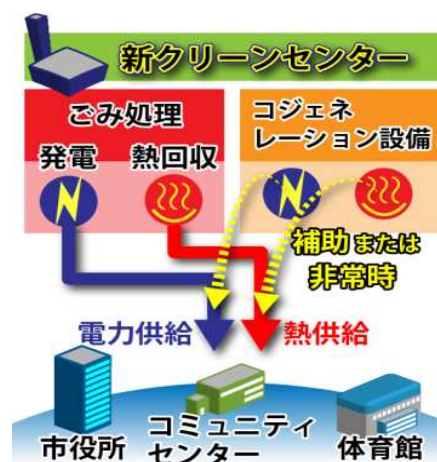 新クリーンセンター
ごみ処理
発電 熱回収
コジェネ
レーション設備
補助または
非常時
電力供給 熱供給
市役所
コミュニティ
センター
体育館